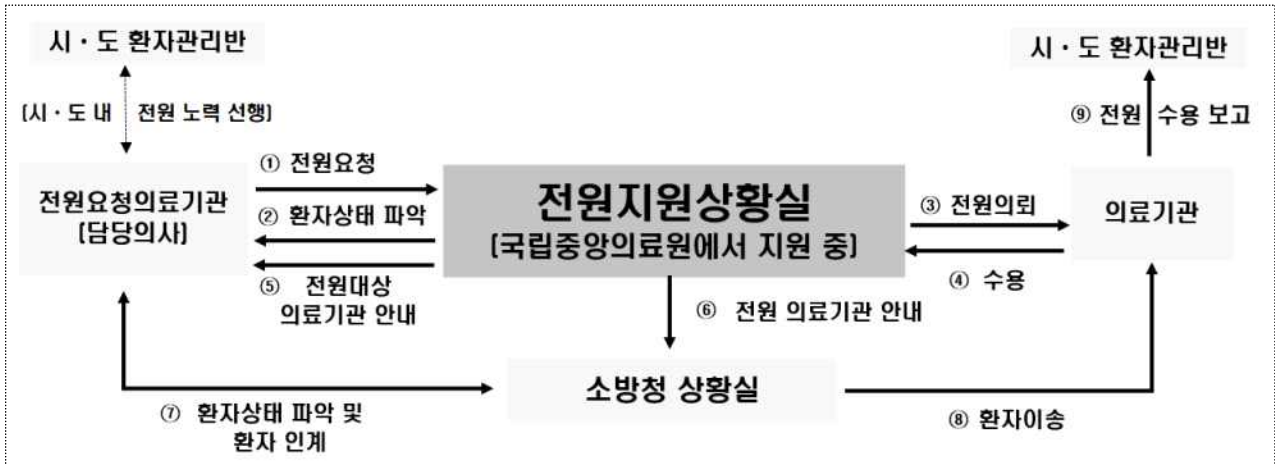 시·도 환자관리반
시·도 환자관리반
(시·도 내 전원 노력 선행)
⑨ 전원 수용 보고
① 전원요청
전원요청의료기관
(담당의사)
② 환자상태 파악
전원지원상황실
(국립중앙의료원에서 지원 중)
③ 전원의뢰
의료기관
④ 수용
⑤ 전원대상
의료기관 안내
⑥ 전원 의료기관 안내
소방청 상황실
⑦ 환자상태 파악 및
환자 인계
⑧ 환자이송